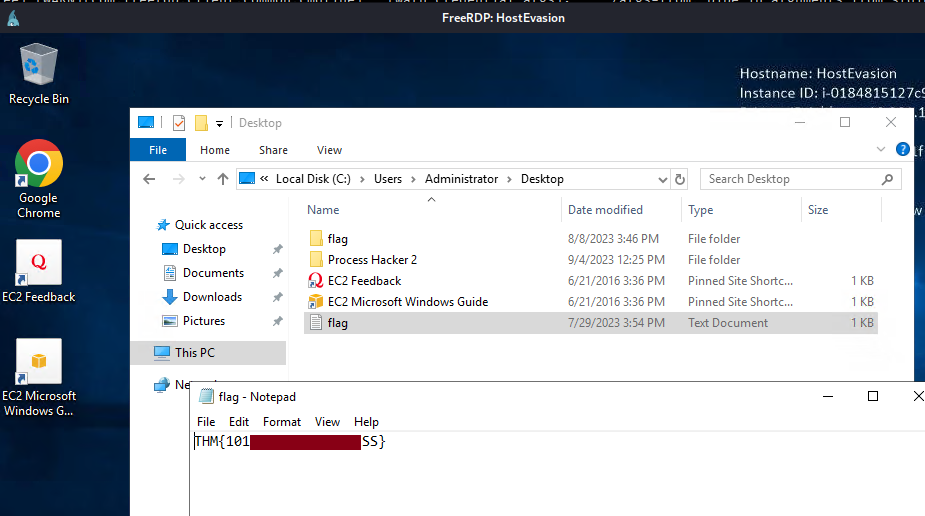 FreeRDP: HostEvasion
Recycle Bin
Google
Chrome
EC2 Feedback
EC2 Microsoft
Windows G...
Hostname: HostEvasion
Instance ID: i-0184815127c9
Desktop
File Home Share View
« Local Disk (C:) > Users > Administrator > Desktop
Search Desktop
Quick access
Desktop
Documents
Downloads
Pictures
This PC
Name Date modified Type Size
flag 8/8/2023 3:46 PM File folder
Process Hacker 2 9/4/2023 12:25 PM File folder
EC2 Feedback 6/21/2016 3:36 PM Pinned Site Shortc... 1 KB
EC2 Microsoft Windows Guide 6/21/2016 3:36 PM Pinned Site Shortc... 1 KB
flag 7/29/2023 3:54 PM Text Document 1 KB
flag - Notepad
File Edit Format View Help
THM{101 SS}